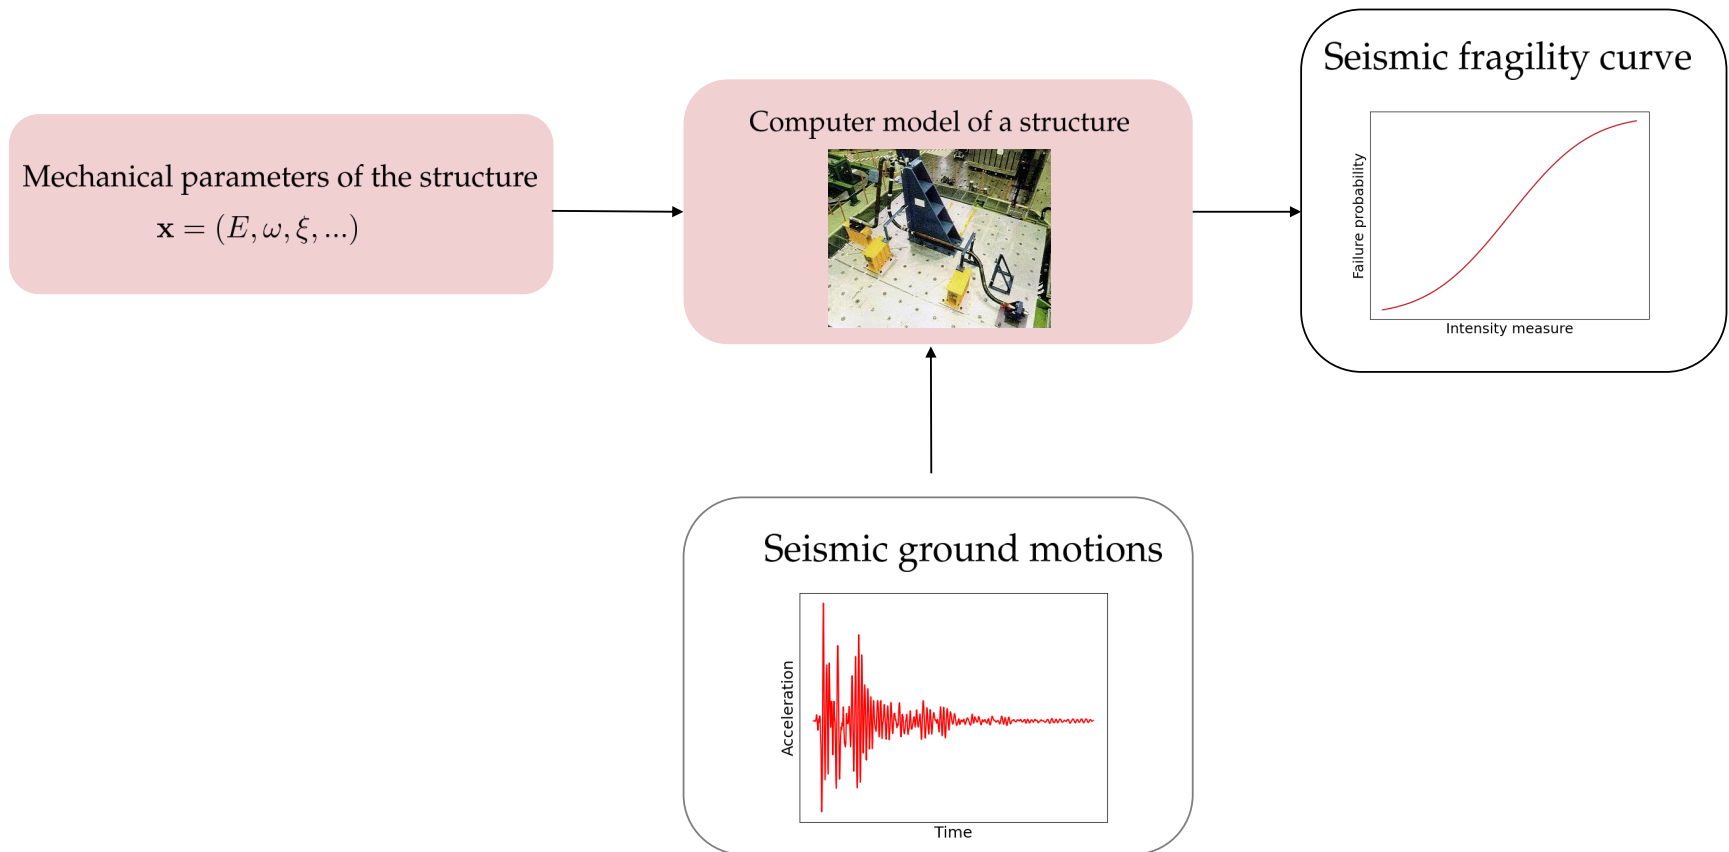 Mechanical parameters of the structure
x = (E, ω, ξ, ...)
Computer model of a structure
Seismic fragility curve
Failure probability
Intensity measure
Seismic ground motions
Acceleration
Time